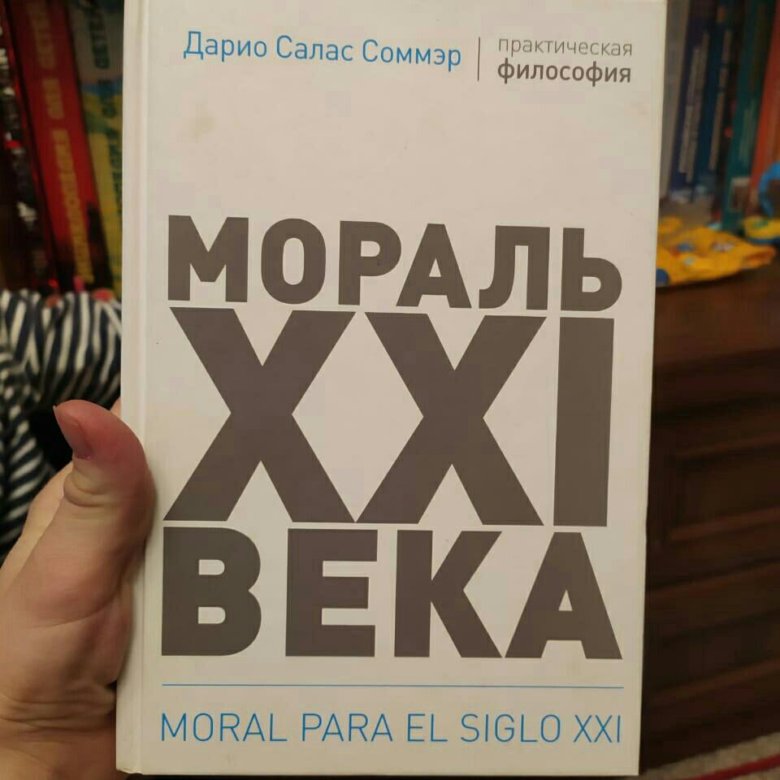 Дарио Салас Соммэр
практическая
философия
МОРАЛЬ
XXI
ВЕКА
MORAL PARA EL SIGLO XXI